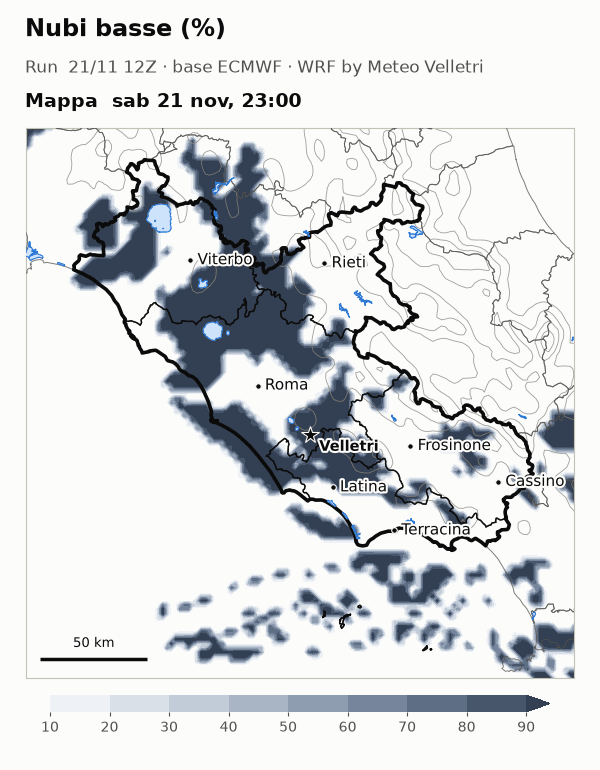 Nubi basse (%)
Run  21/11 12Z · base ECMWF · WRF by Meteo Velletri
Mappa  sab 21 nov, 23:00
Viterbo
Rieti
Roma
Velletri
Frosinone
Cassino
Latina
Terracina
50 km
10 20 30 40 50 60 70 80 90